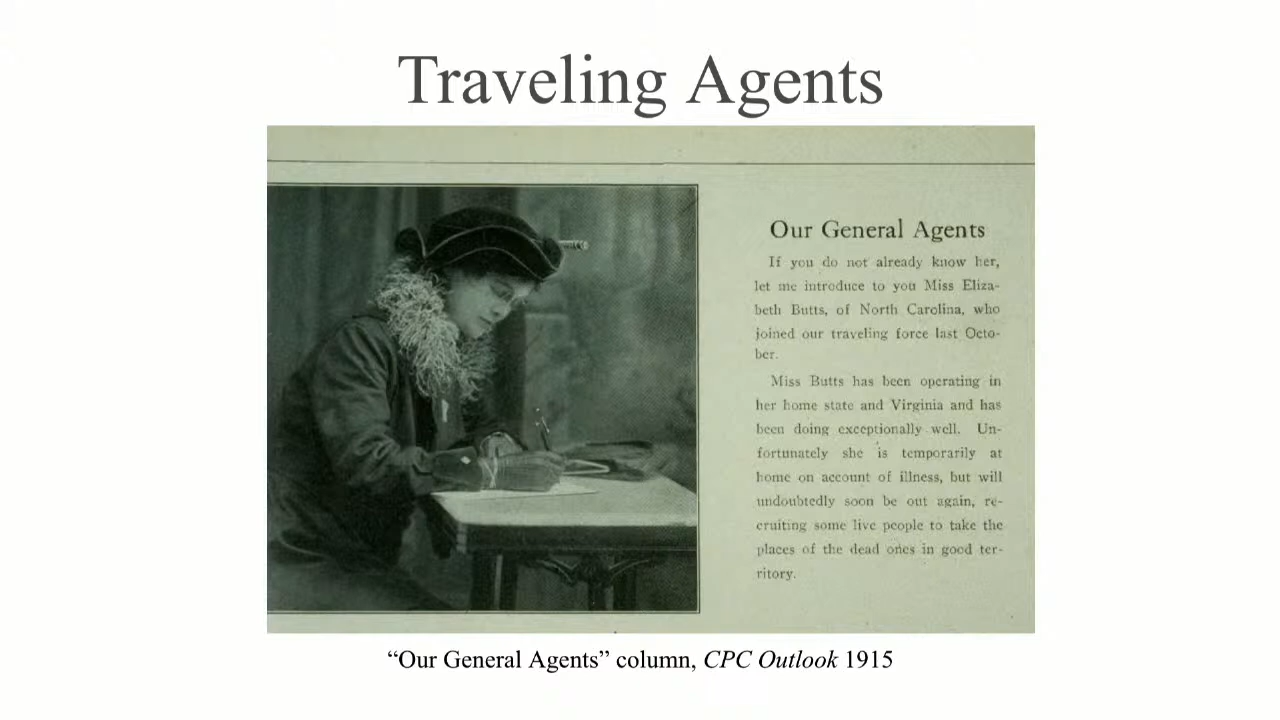 Traveling Agents
Our General Agents
If you do not already know her,
let me introduce to you Miss Eliza-
beth Butts, of North Carolina, who
joined our traveling force last Octo-
ber.
Miss Butts has been operating in
her home state and Virginia and has
been doing exceptionally well. Un-
fortunately she is temporarily at
home on account of illness, but will
undoubtedly soon be out again, re-
cruiting some live people to take the
places of the dead ones in good ter-
ritory.
“Our General Agents” column, CPC Outlook 1915